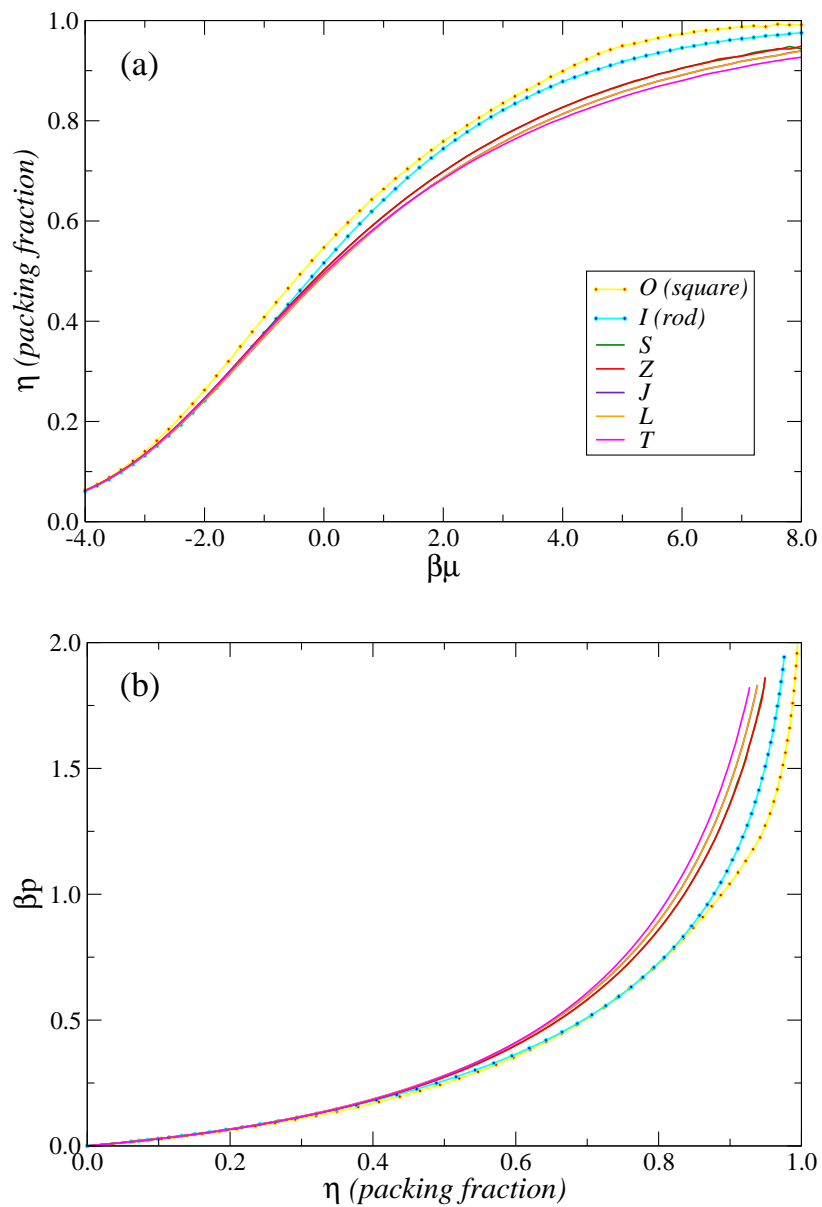 (a)
1.0
0.8
0.6
0.4
0.2
0.0
η (packing fraction)
O (square)
I (rod)
S
Z
J
L
T
-4.0 -2.0 0.0 2.0 4.0 6.0 8.0
βμ
(b)
2.0
1.5
1.0
0.5
0.0
βp
0.0 0.2 0.4 0.6 0.8 1.0
η (packing fraction)